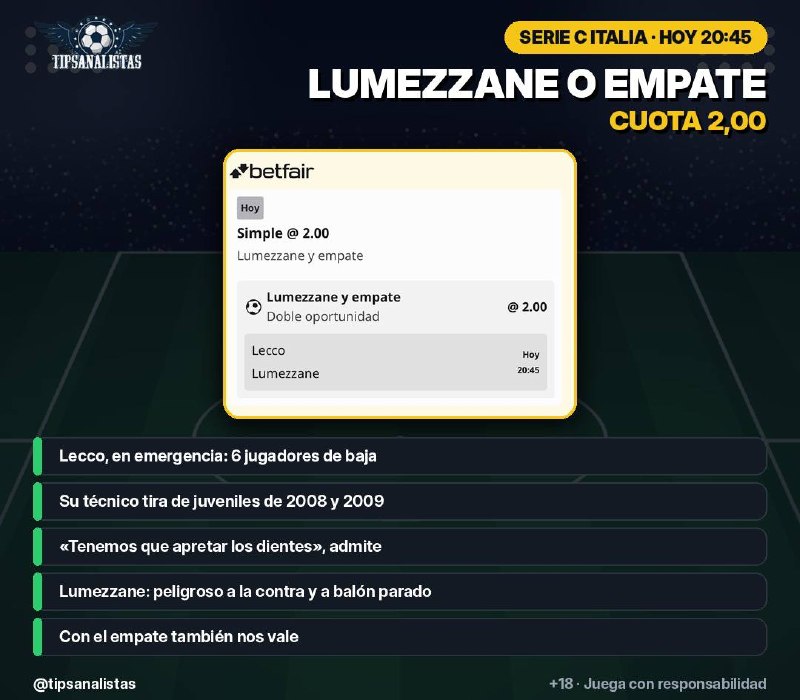 TIPSANALISTAS
SERIE C ITALIA · HOY 20:45
LUMEZZANE O EMPATE
CUOTA 2,00
betfair
Hoy
Simple @ 2.00
Lumezzane y empate
Lumezzane y empate
@ 2.00
Doble oportunidad
Lecco
Hoy
Lumezzane
20:45
Lecco, en emergencia: 6 jugadores de baja
Su técnico tira de juveniles de 2008 y 2009
«Tenemos que apretar los dientes», admite
Lumezzane: peligroso a la contra y a balón parado
Con el empate también nos vale
@tipsanalistas
+18 · Juega con responsabilidad